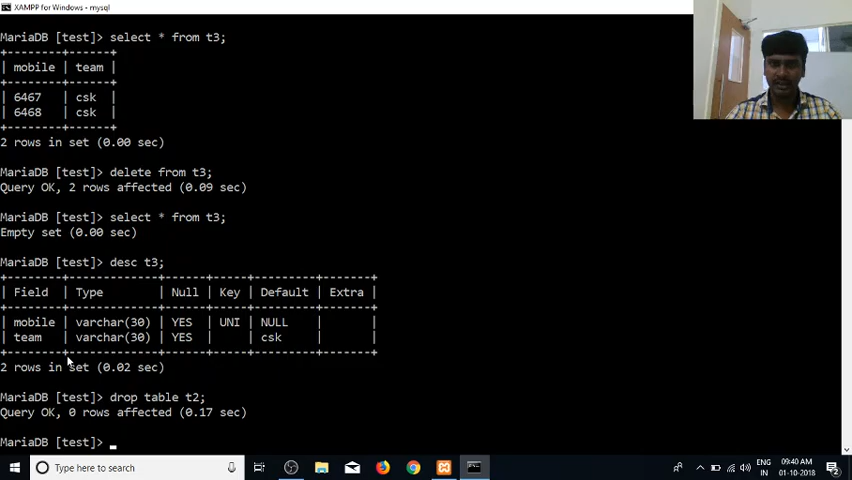 XAMPP for Windows - mysql
MariaDB [test]> select * from t3;
+--------+------+
| mobile | team |
+--------+------+
| 6467   | csk  |
| 6468   | csk  |
+--------+------+
2 rows in set (0.00 sec)
MariaDB [test]> delete from t3;
Query OK, 2 rows affected (0.09 sec)
MariaDB [test]> select * from t3;
Empty set (0.00 sec)
MariaDB [test]> desc t3;
+--------+-------------+------+-----+---------+-------+
| Field  | Type        | Null | Key | Default | Extra |
+--------+-------------+------+-----+---------+-------+
| mobile | varchar(30) | YES  | UNI | NULL    |       |
| team   | varchar(30) | YES  |     | csk     |       |
+--------+-------------+------+-----+---------+-------+
2 rows in set (0.02 sec)
MariaDB [test]> drop table t2;
Query OK, 0 rows affected (0.17 sec)
MariaDB [test]> _
Type here to search
ENG
IN
09:40 AM
01-10-2018
2